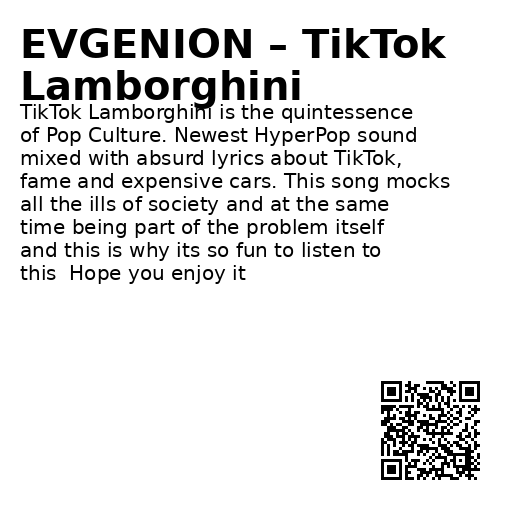 EVGENION – TikTok
Lamborghini
TikTok Lamborghini is the quintessence
of Pop Culture. Newest HyperPop sound
mixed with absurd lyrics about TikTok,
fame and expensive cars. This song mocks
all the ills of society and at the same
time being part of the problem itself
and this is why its so fun to listen to
this  Hope you enjoy it